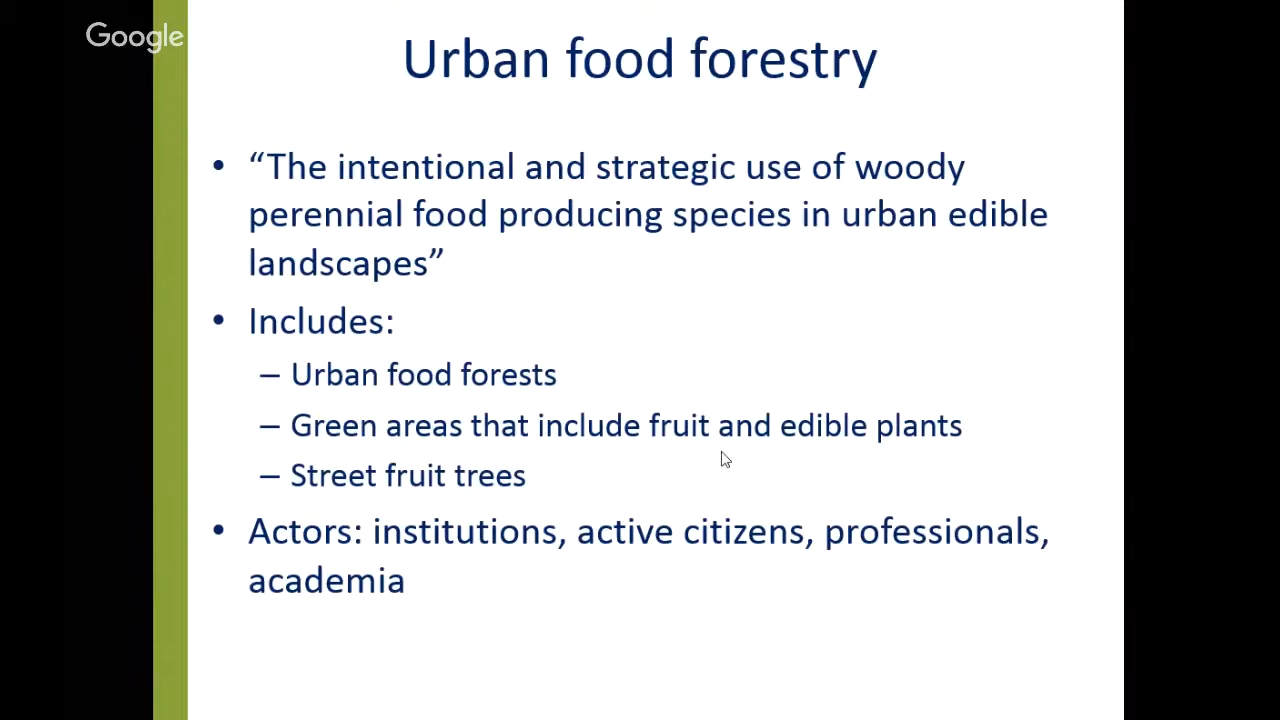 Google
Urban food forestry
• “The intentional and strategic use of woody
perennial food producing species in urban edible
landscapes”
• Includes:
– Urban food forests
– Green areas that include fruit and edible plants
– Street fruit trees
• Actors: institutions, active citizens, professionals,
academia